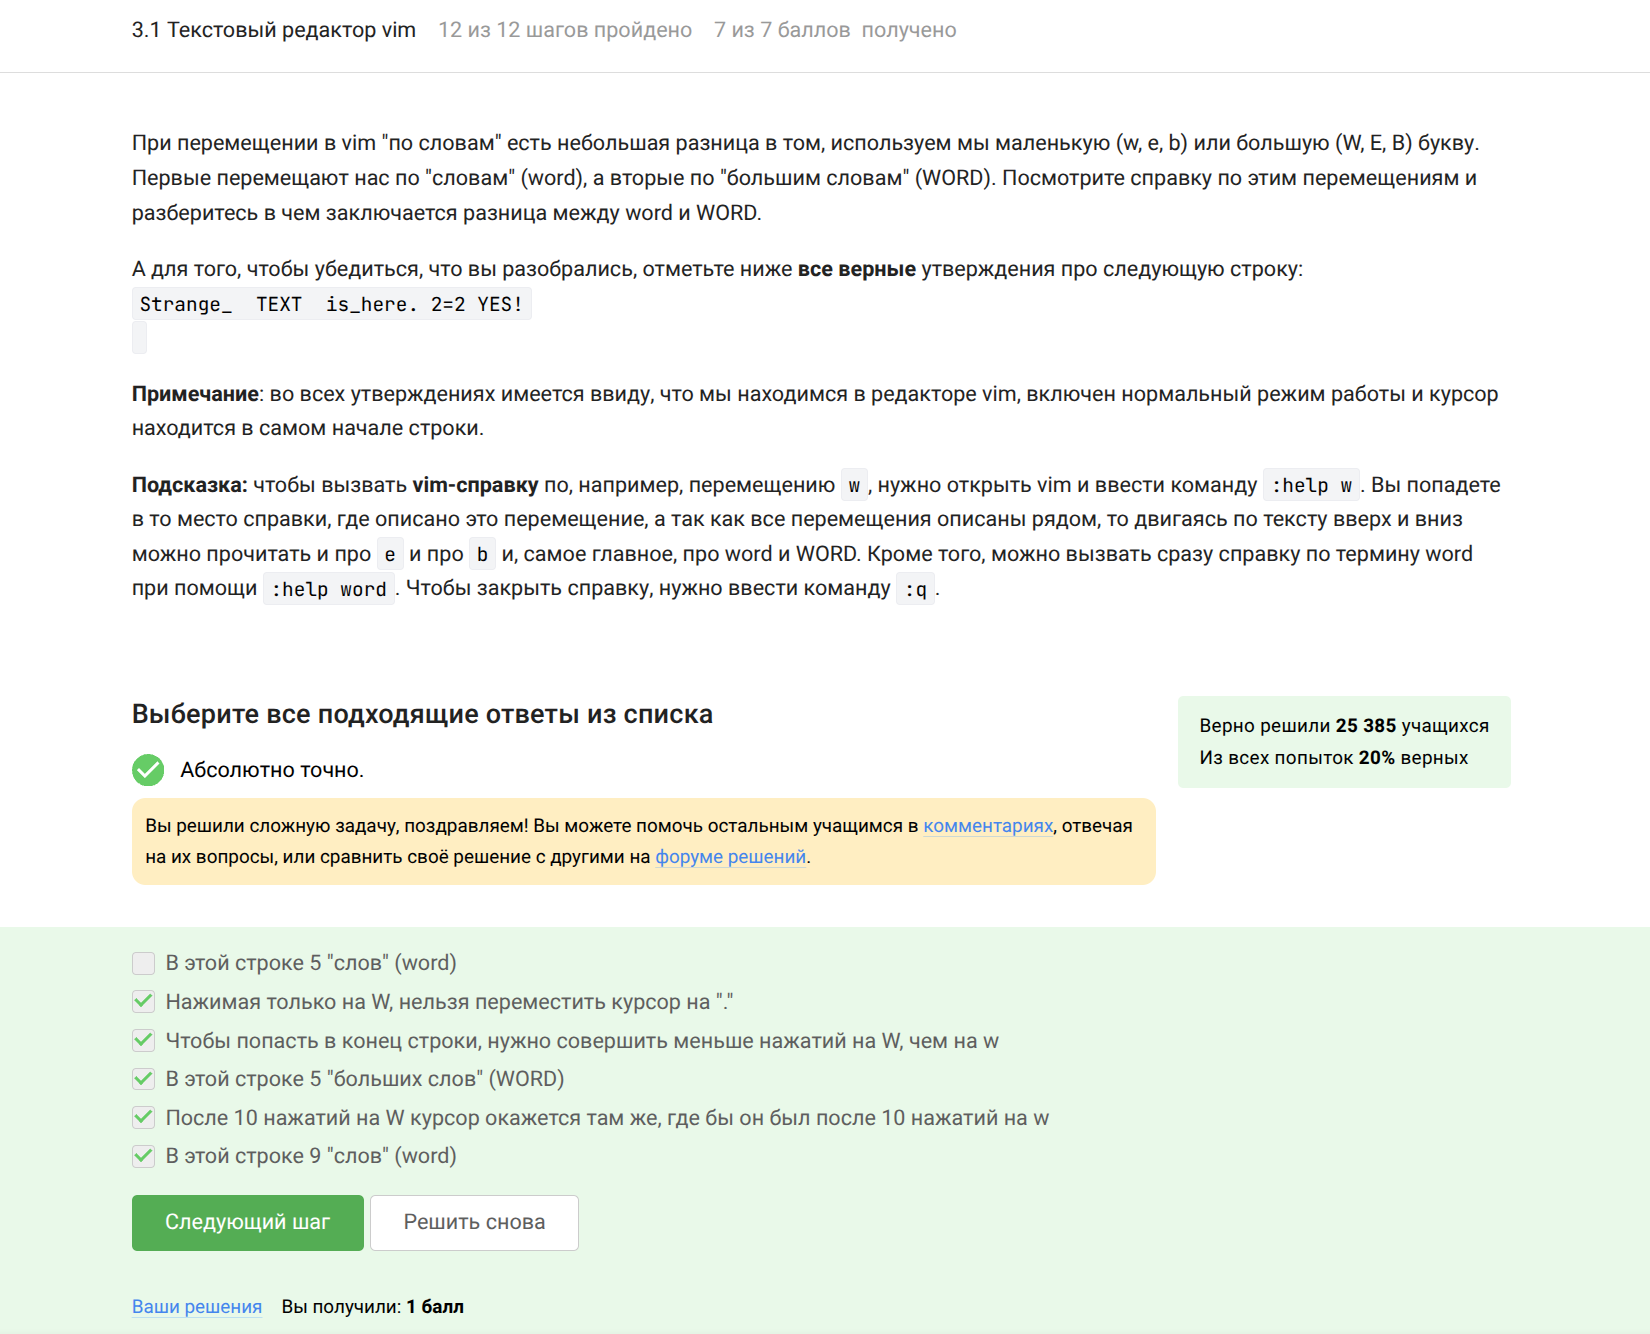 3.1 Текстовый редактор vim 12 из 12 шагов пройдено 7 из 7 баллов получено
При перемещении в vim "по словам" есть небольшая разница в том, используем мы маленькую (w, e, b) или большую (W, E, B) букву.
Первые перемещают нас по "словам" (word), а вторые по "большим словам" (WORD). Посмотрите справку по этим перемещениям и
разберитесь в чем заключается разница между word и WORD.
А для того, чтобы убедиться, что вы разобрались, отметьте ниже все верные утверждения про следующую строку:
Strange_  TEXT  is_here. 2=2 YES!
Примечание: во всех утверждениях имеется ввиду, что мы находимся в редакторе vim, включен нормальный режим работы и курсор
находится в самом начале строки.
Подсказка: чтобы вызвать vim-справку по, например, перемещению w, нужно открыть vim и ввести команду :help w. Вы попадете
в то место справки, где описано это перемещение, а так как все перемещения описаны рядом, то двигаясь по тексту вверх и вниз
можно прочитать и про e и про b и, самое главное, про word и WORD. Кроме того, можно вызвать сразу справку по термину word
при помощи :help word. Чтобы закрыть справку, нужно ввести команду :q.
Выберите все подходящие ответы из списка
Верно решили 25 385 учащихся
Из всех попыток 20% верных
Абсолютно точно.
Вы решили сложную задачу, поздравляем! Вы можете помочь остальным учащимся в комментариях, отвечая
на их вопросы, или сравнить своё решение с другими на форуме решений.
В этой строке 5 "слов" (word)
Нажимая только на W, нельзя переместить курсор на "."
Чтобы попасть в конец строки, нужно совершить меньше нажатий на W, чем на w
В этой строке 5 "больших слов" (WORD)
После 10 нажатий на W курсор окажется там же, где бы он был после 10 нажатий на w
В этой строке 9 "слов" (word)
Следующий шаг Решить снова
Ваши решения Вы получили: 1 балл